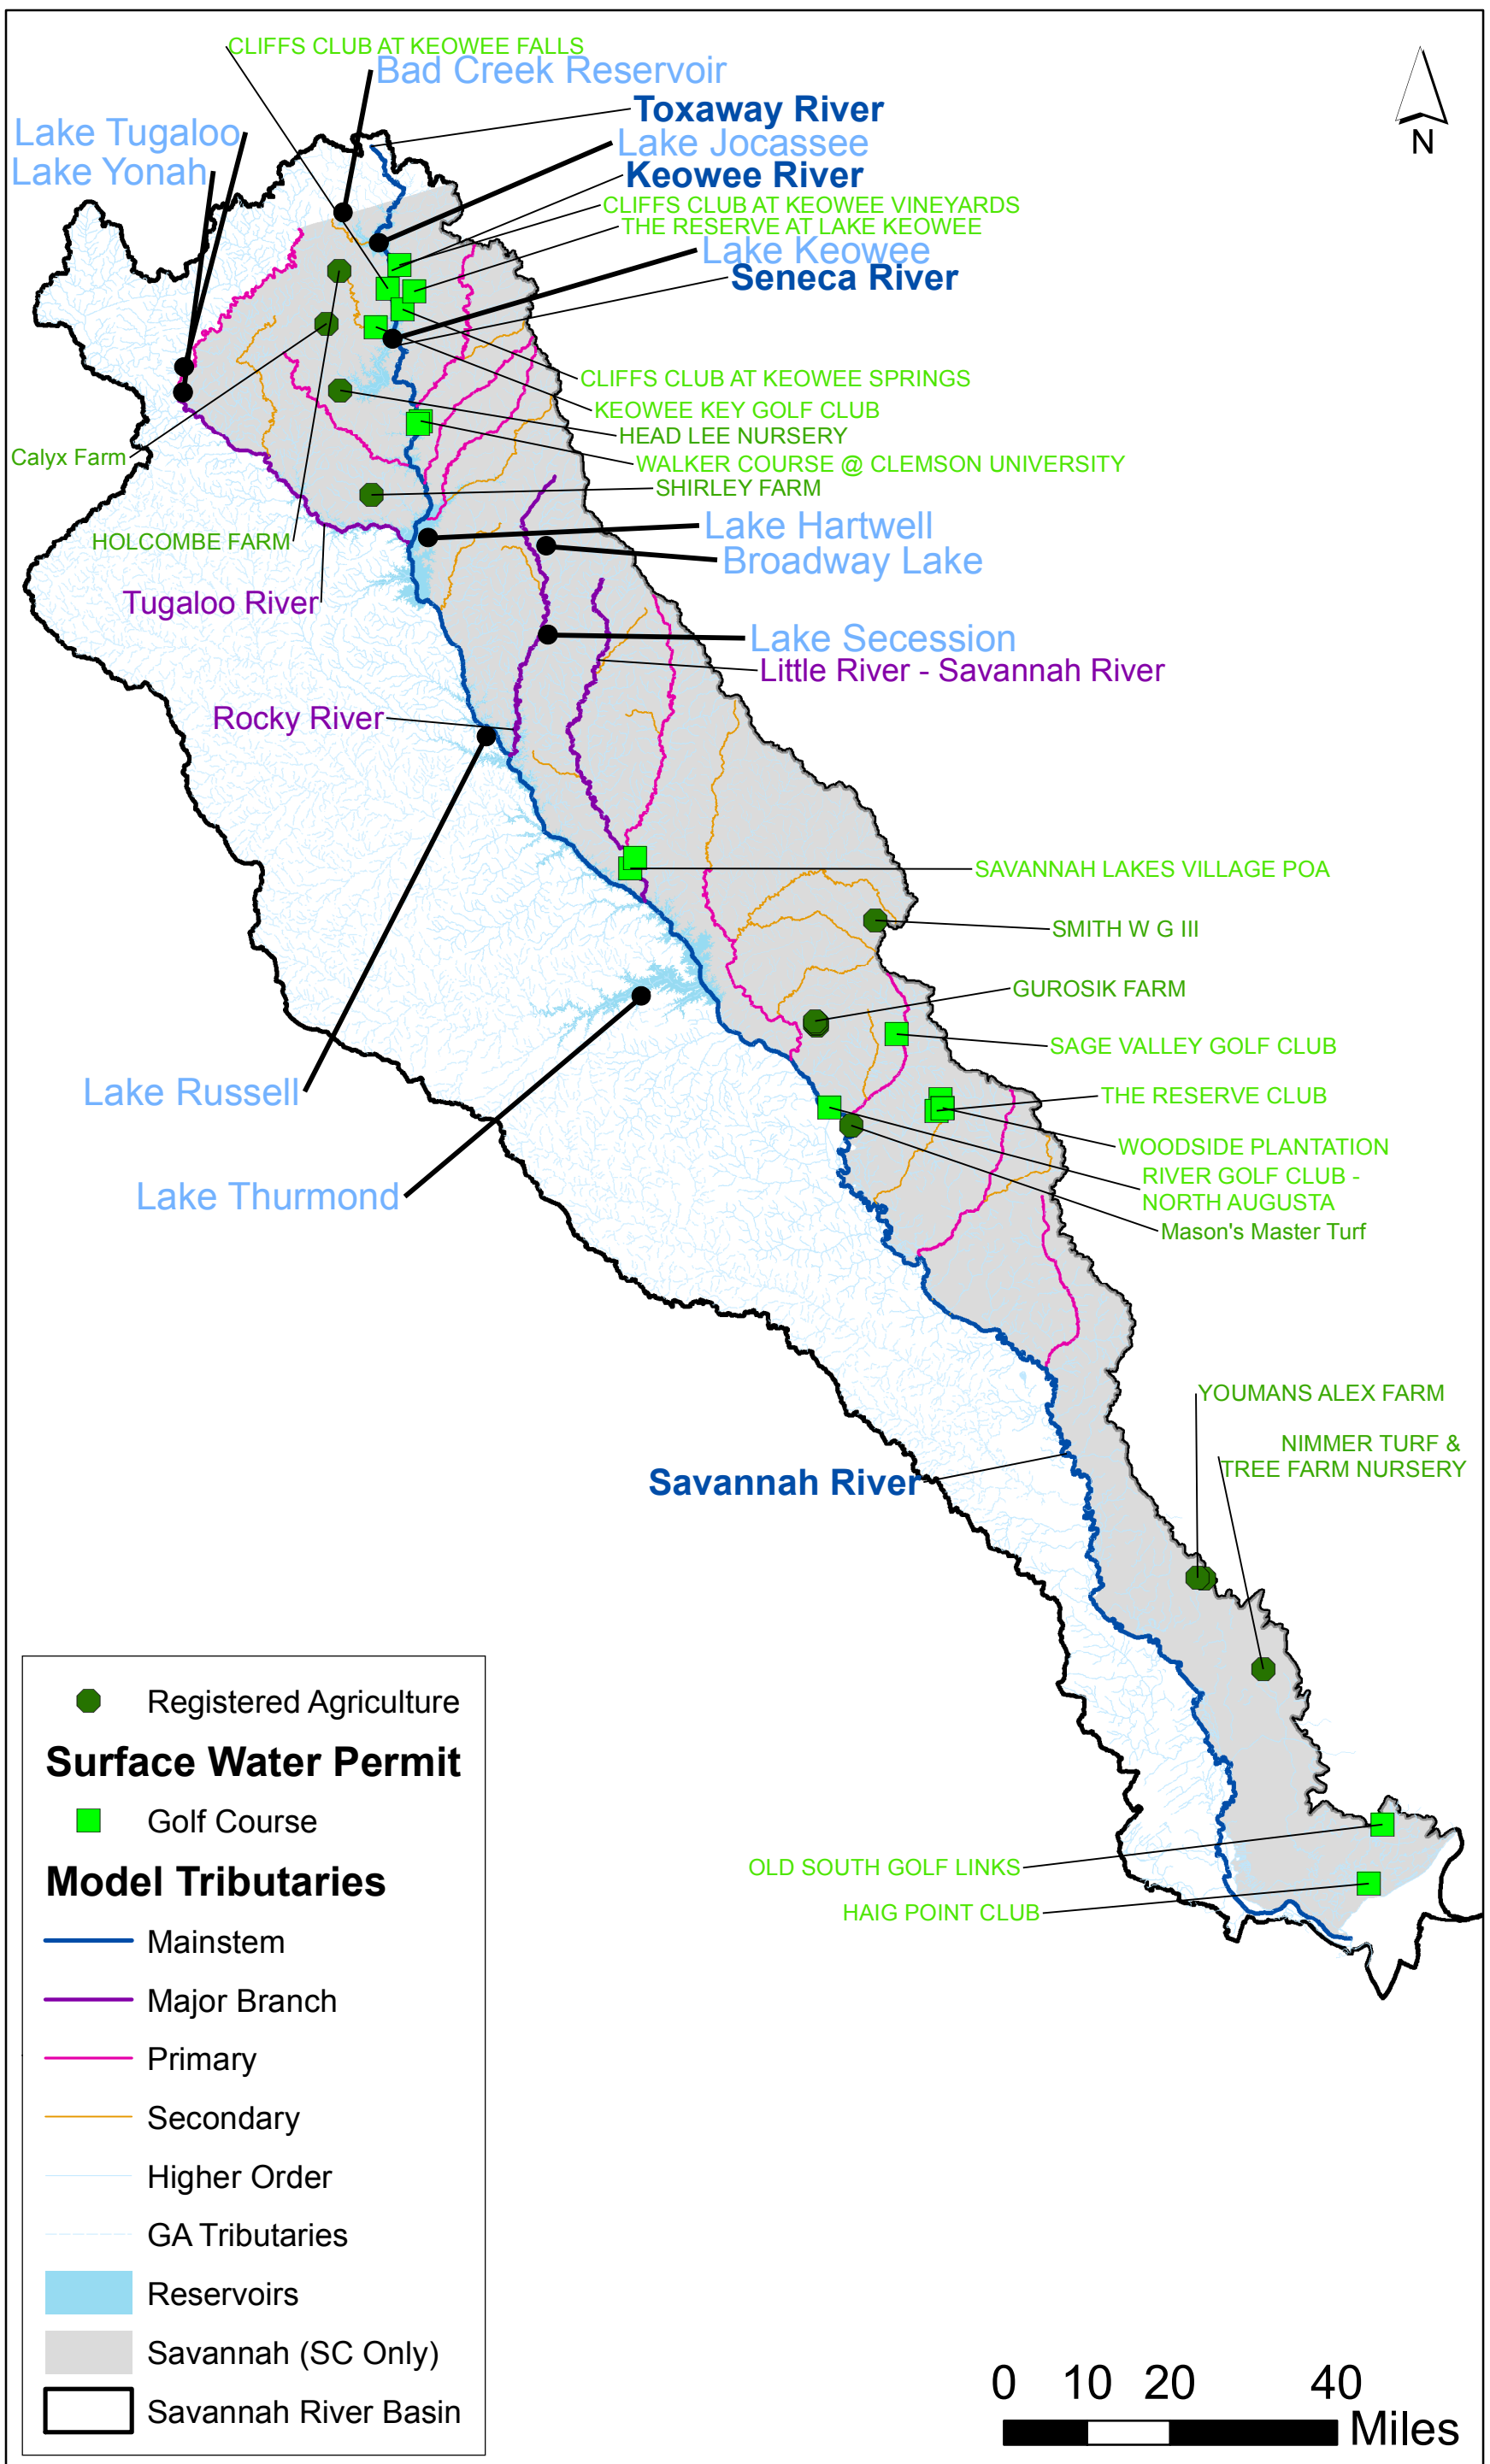 CLIFFS CLUB AT KEOWEE FALLS
Bad Creek Reservoir
Toxaway River
Lake Tugaloo
Lake Jocassee
Lake Yonah
Keowee River
CLIFFS CLUB AT KEOWEE VINEYARDS
THE RESERVE AT LAKE KEOWEE
Lake Keowee
Seneca River
N
CLIFFS CLUB AT KEOWEE SPRINGS
KEOWEE KEY GOLF CLUB
HEAD LEE NURSERY
Calyx Farm
WALKER COURSE @ CLEMSON UNIVERSITY
SHIRLEY FARM
Lake Hartwell
HOLCOMBE FARM
Broadway Lake
Tugaloo River
Lake Secession
Little River - Savannah River
Rocky River
SAVANNAH LAKES VILLAGE POA
SMITH W G III
GUROSIK FARM
SAGE VALLEY GOLF CLUB
Lake Russell
THE RESERVE CLUB
WOODSIDE PLANTATION
Lake Thurmond
RIVER GOLF CLUB -
NORTH AUGUSTA
Mason's Master Turf
YOUMANS ALEX FARM
NIMMER TURF &
TREE FARM NURSERY
Savannah River
OLD SOUTH GOLF LINKS
HAIG POINT CLUB
Registered Agriculture
Surface Water Permit
Golf Course
Model Tributaries
Mainstem
Major Branch
Primary
Secondary
Higher Order
GA Tributaries
Reservoirs
Savannah (SC Only)
Savannah River Basin
0 10 20 40
Miles